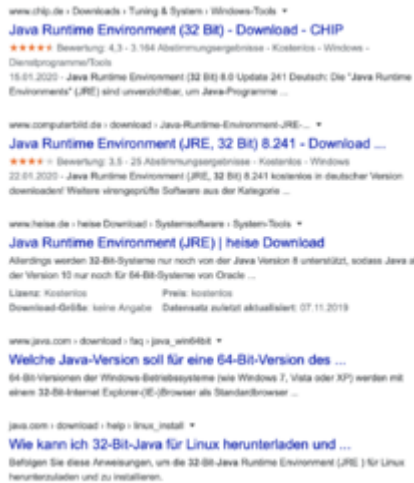 www.chip.de › Downloads › Tuning & System › Windows-Tools
Java Runtime Environment (32 Bit) - Download - CHIP
Bewertung: 4,3 - 3.164 Abstimmungsergebnisse - Kostenlos - Windows -
Dienstprogramme/Tools
15.01.2020 - Java Runtime Environment (32 Bit) 8.0 Update 241 Deutsch: Die "Java Runtime
Environments" (JRE) sind unverzichtbar, um Java-Programme ...
www.computerbild.de › download › Java-Runtime-Environment-JRE-...
Java Runtime Environment (JRE, 32 Bit) 8.241 - Download ...
Bewertung: 3,5 - 25 Abstimmungsergebnisse - Kostenlos - Windows
22.01.2020 - Java Runtime Environment (JRE, 32 Bit) 8.241 kostenlos in deutscher Version
downloaden! Weitere virengeprüfte Software aus der Kategorie ...
www.heise.de › heise Download › Systemsoftware › System-Tools
Java Runtime Environment (JRE) | heise Download
Allerdings werden 32-Bit-Systeme nur noch von der Java Version 8 unterstützt, sodass Java a
der Version 10 nur noch für 64-Bit-Systeme von Oracle ...
Lizenz: Kostenlos Preis: kostenlos
Download-Größe: keine Angabe Datensatz zuletzt aktualisiert: 07.11.2019
www.java.com › download › faq › java_win64bit
Welche Java-Version soll für eine 64-Bit-Version des ...
64-Bit-Versionen der Windows-Betriebssysteme (wie Windows 7, Vista oder XP) werden mit
einem 32-Bit-Internet Explorer-(IE-)Browser als Standardbrowser ...
java.com › download › help › linux_install
Wie kann ich 32-Bit-Java für Linux herunterladen und ...
Befolgen Sie diese Anweisungen, um die 32-Bit-Java Runtime Environment (JRE ) für Linux
herunterzuladen und zu installieren.